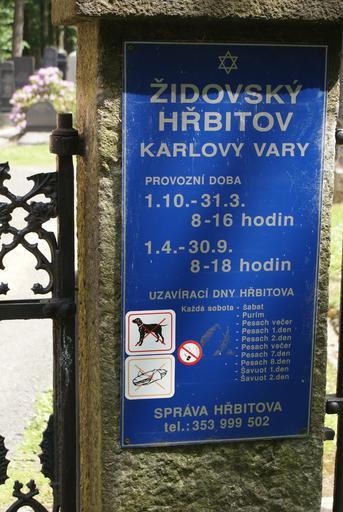 ŽIDOVSKÝ
HŘBITOV
KARLOVY VARY
PROVOZNÍ DOBA
1.10.-31.3.
8-16 hodin
1.4.-30.9.
8-18 hodin
UZAVÍRACÍ DNY HŘBITOVA
Každá sobota - Šabat
- Purim
- Pesach večer
- Pesach 1.den
- Pesach 2.den
- Pesach večer
- Pesach 7.den
- Pesach 8.den
- Šavuot 1.den
- Šavuot 2.den
SPRÁVA HŘBITOVA
tel.: 353 999 502